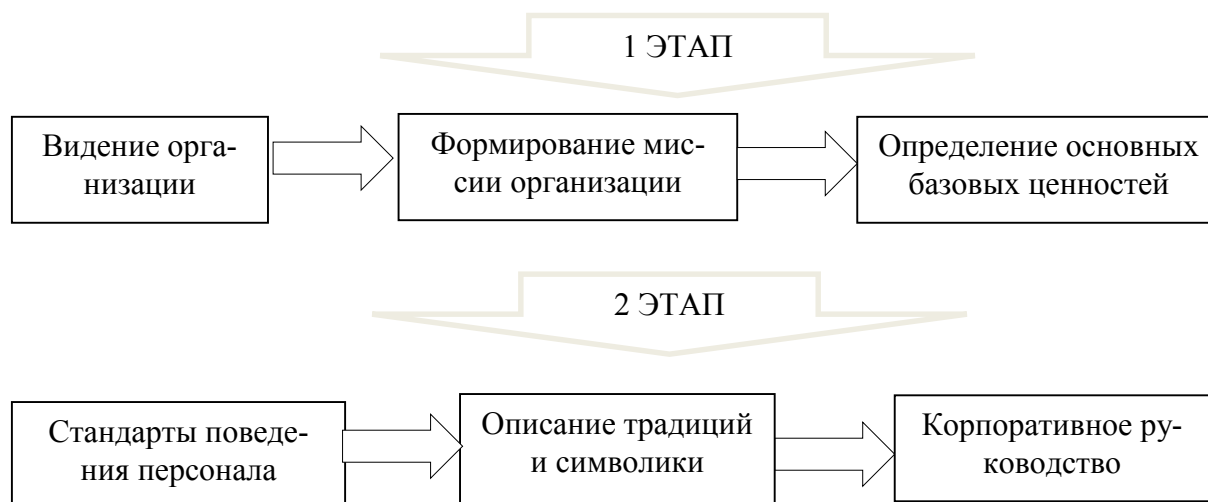 1 ЭТАП
Видение орга-
низации
Формирование мис-
сии организации
Определение основных
базовых ценностей
2 ЭТАП
Стандарты поведе-
ния персонала
Описание традиций
и символики
Корпоративное ру-
ководство